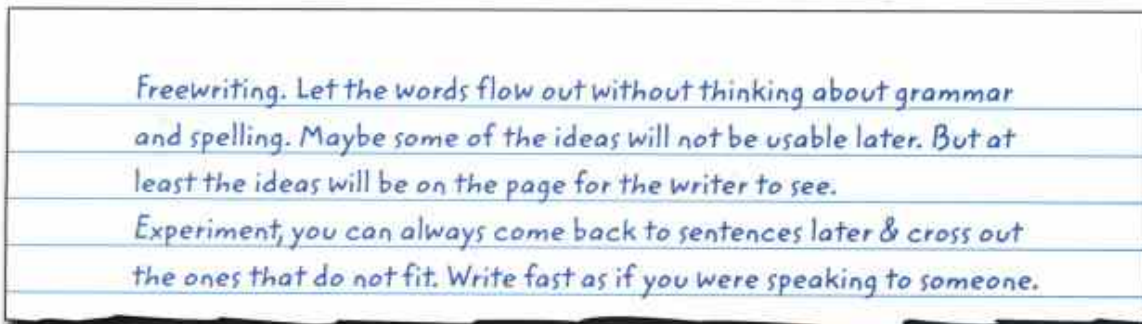 Freewriting. Let the words flow out without thinking about grammar
and spelling. Maybe some of the ideas will not be usable later. But at
least the ideas will be on the page for the writer to see.
Experiment, you can always come back to sentences later & cross out
the ones that do not fit. Write fast as if you were speaking to someone.